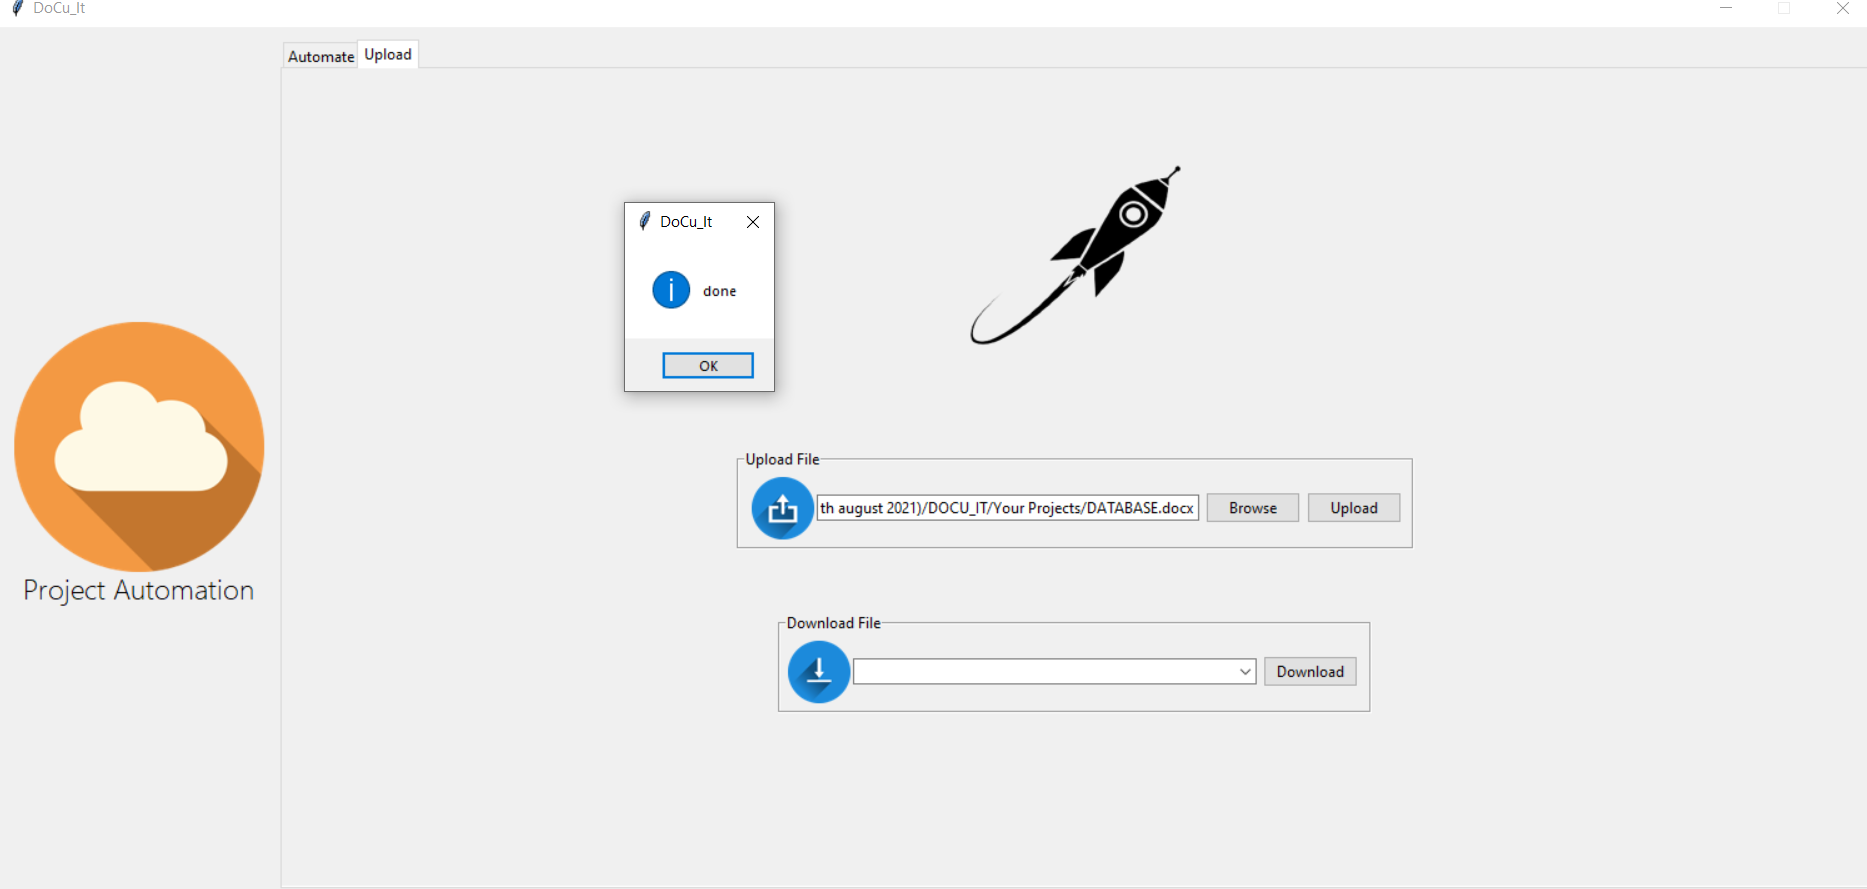 DoCu_It
Automate
Upload
DoCu_It
done
OK
Upload File
th august 2021)/DOCU_IT/Your Projects/DATABASE.docx
Browse
Upload
Project Automation
Download File
Download